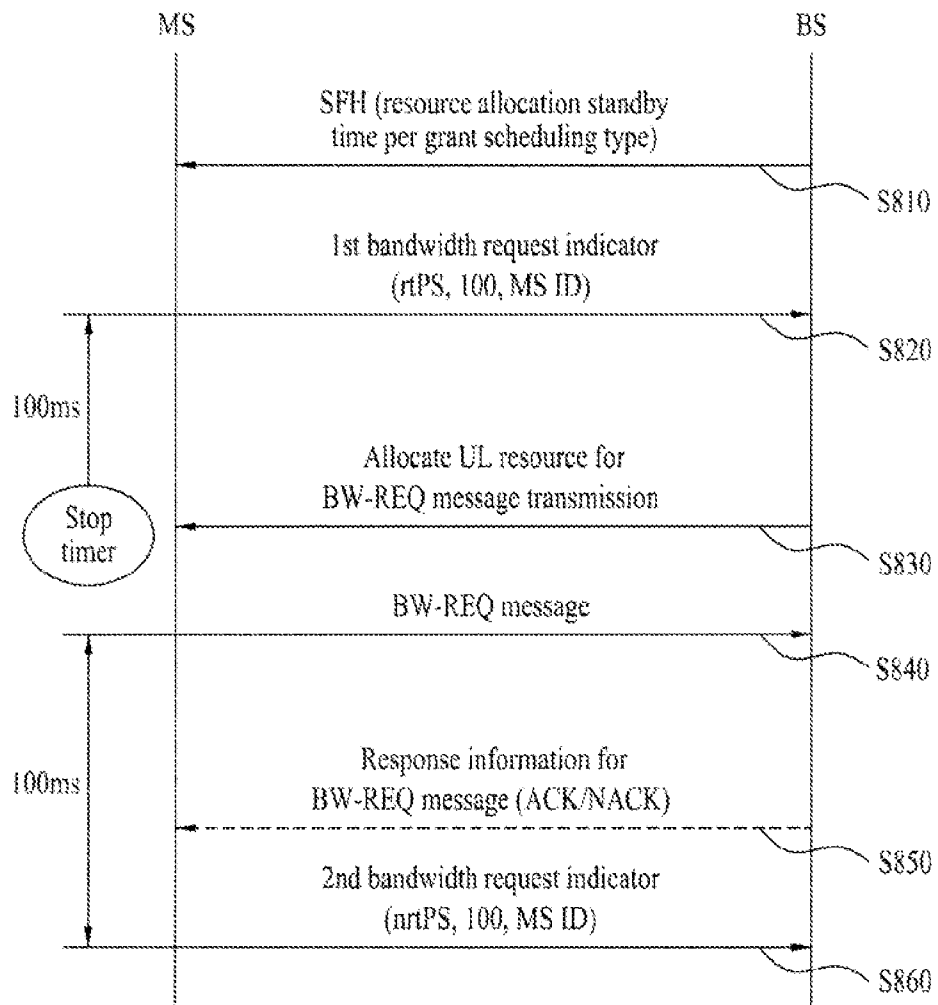 MS
BS
SFH (resource allocation standby
time per grant scheduling type)
S810
1st bandwidth request indicator
(rtPS, 100, MS ID)
S820
100ms
Allocate UL resource for
BW-REQ message transmission
Stop
timer
S830
BW-REQ message
S840
Response information for
BW-REQ message (ACK/NACK)
100ms
S850
2nd bandwidth request indicator
(nrtPS, 100, MS ID)
S860